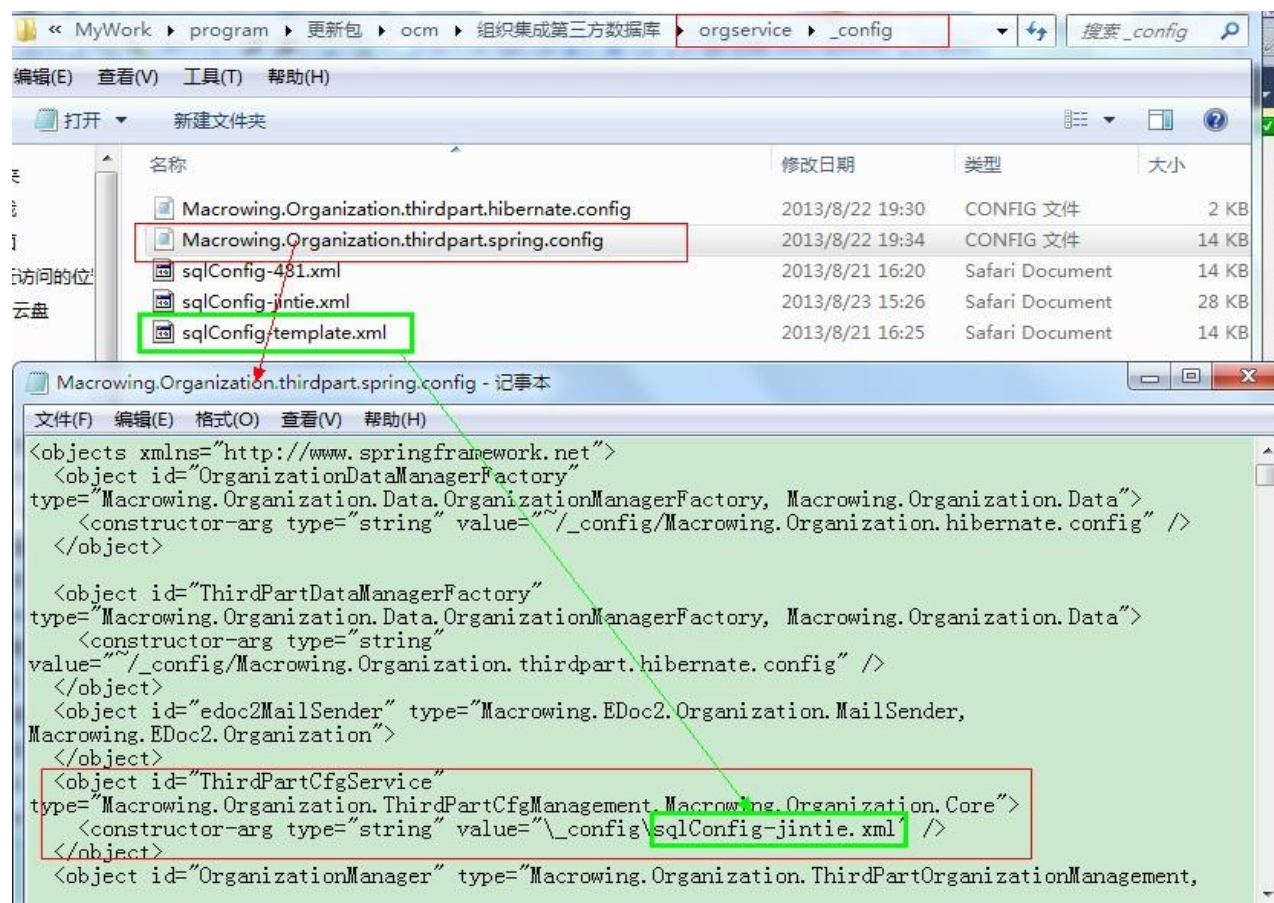 « MyWork ▸ program ▸ 更新包 ▸ ocm ▸ 组织集成第三方数据库 ▸ orgservice ▸ _config 搜索 _config
编辑(E) 查看(V) 工具(T) 帮助(H)
打开 新建文件夹
名称 修改日期 类型 大小
Macrowing.Organization.thirdpart.hibernate.config 2013/8/22 19:30 CONFIG 文件 2 KB
Macrowing.Organization.thirdpart.spring.config 2013/8/22 19:34 CONFIG 文件 14 KB
sqlConfig-481.xml 2013/8/21 16:20 Safari Document 14 KB
sqlConfig-jintie.xml 2013/8/23 15:26 Safari Document 28 KB
sqlConfig-template.xml 2013/8/21 16:25 Safari Document 14 KB
访问的位
云盘
Macrowing.Organization.thirdpart.spring.config - 记事本
文件(F) 编辑(E) 格式(O) 查看(V) 帮助(H)
<objects xmlns="http://www.springframework.net">
<object id="OrganizationDataManagerFactory"
type="Macrowing.Organization.Data.OrganizationManagerFactory, Macrowing.Organization.Data">
<constructor-arg type="string" value="~/_config/Macrowing.Organization.hibernate.config" />
</object>
<object id="ThirdPartDataManagerFactory"
type="Macrowing.Organization.Data.OrganizationManagerFactory, Macrowing.Organization.Data">
<constructor-arg type="string"
value="~/_config/Macrowing.Organization.thirdpart.hibernate.config" />
</object>
<object id="edoc2MailSender" type="Macrowing.EDoc2.Organization.MailSender,
Macrowing.EDoc2.Organization">
</object>
<object id="ThirdPartCfgService"
type="Macrowing.Organization.ThirdPartCfgManagement,Macrowing.Organization.Core">
<constructor-arg type="string" value="\_config\sqlConfig-jintie.xml" />
</object>
<object id="OrganizationManager" type="Macrowing.Organization.ThirdPartOrganizationManagement,